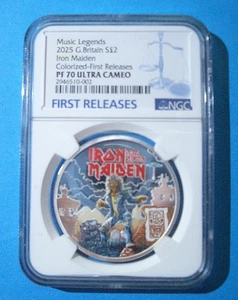 Music Legends
2025 G.Britain S£2
Iron Maiden
Colorized-First Releases
PF 70 ULTRA CAMEO
2946510-002
FIRST RELEASES
NGC
IRON
MAIDEN